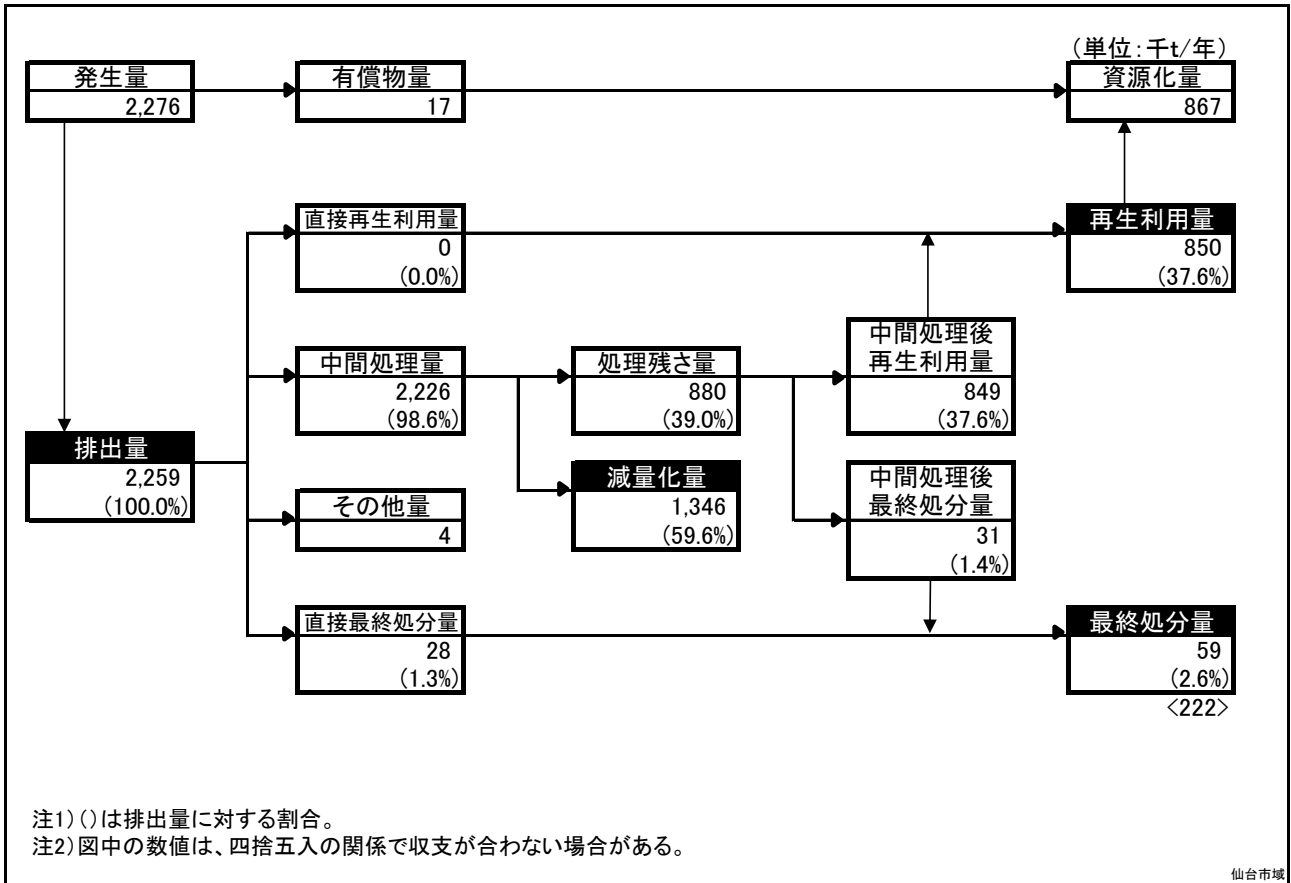 (単位:千t/年)
発生量
2,276
有償物量
17
資源化量
867
直接再生利用量
0
(0.0%)
再生利用量
850
(37.6%)
中間処理量
2,226
(98.6%)
処理残さ量
880
(39.0%)
中間処理後
再生利用量
849
(37.6%)
排出量
2,259
(100.0%)
その他量
4
減量化量
1,346
(59.6%)
中間処理後
最終処分量
31
(1.4%)
直接最終処分量
28
(1.3%)
最終処分量
59
(2.6%)
<222>
注1)()は排出量に対する割合。
注2)図中の数値は、四捨五入の関係で収支が合わない場合がある。
仙台市域